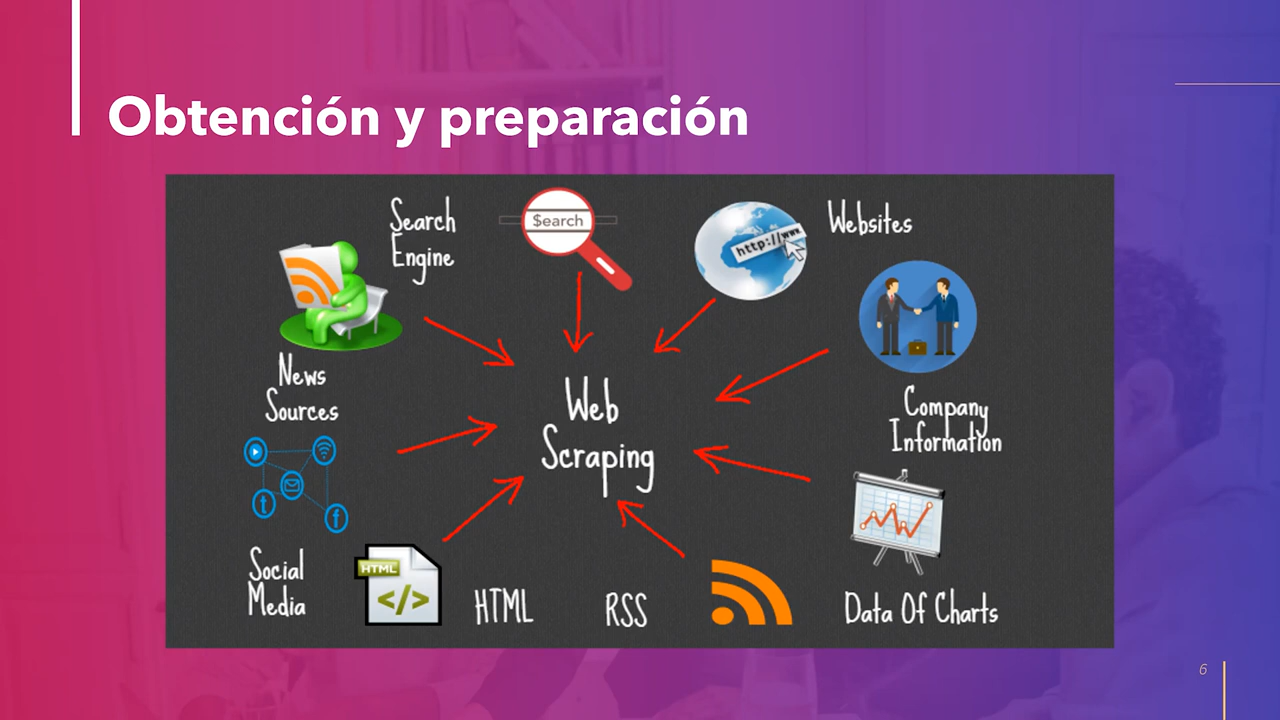 Obtención y preparación
Search
Engine
$earch
http://www.
Websites
News
Sources
Web
Scraping
Company
Information
Social
Media
HTML
</>
HTML
RSS
Data Of Charts
t
f
6